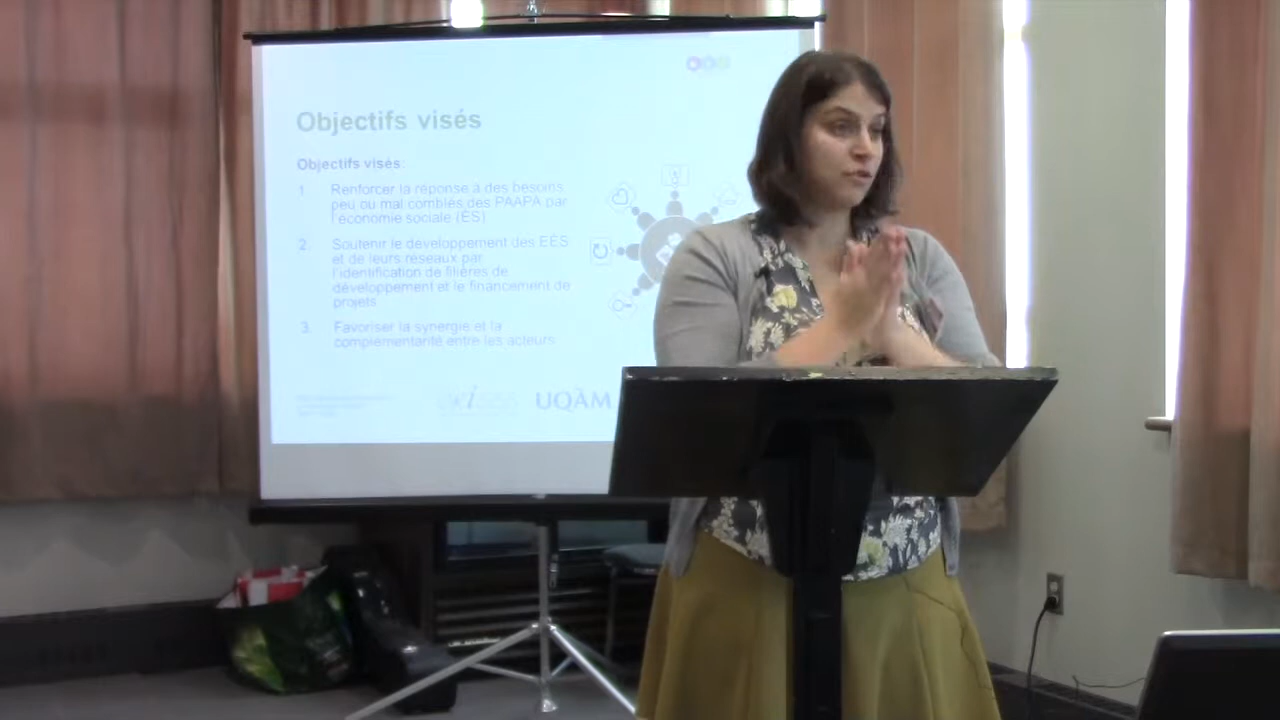 Objectifs visés
Objectifs visés:
1. Renforcer la réponse à des besoins
peu ou mal comblés des PAAPA par
l'économie sociale (ÉS)
2. Soutenir le développement des EÉS
et de leurs réseaux par
l'identification de filières de
développement et le financement de
projets
3. Favoriser la synergie et la
complémentarité entre les acteurs
UQÀM